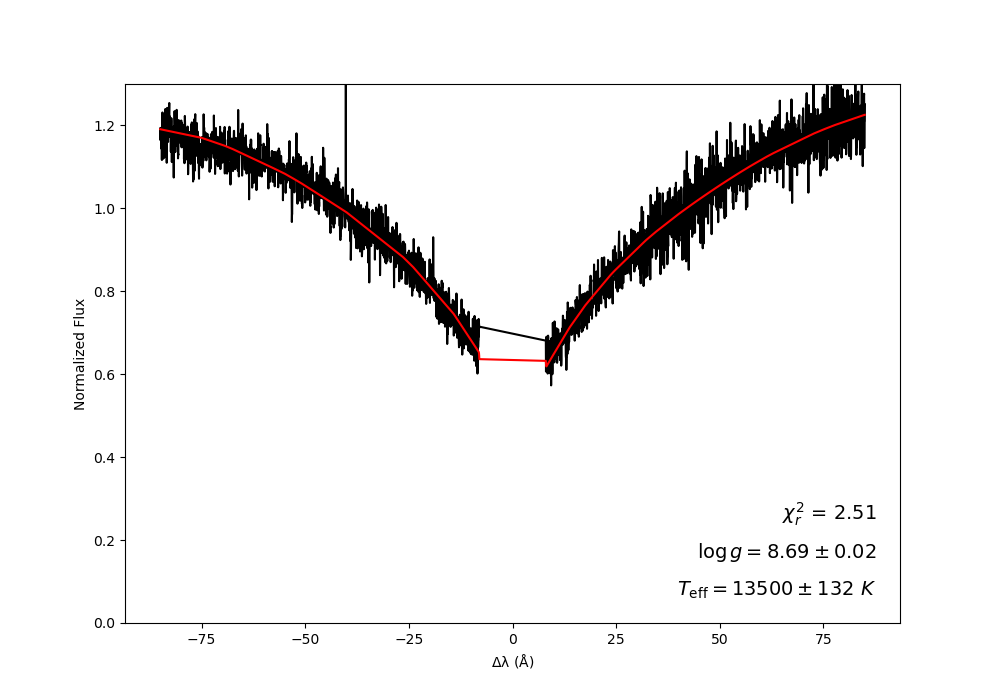 Normalized Flux
1.2
1.0
0.8
0.6
0.4
0.2
0.0
χ²ᵣ = 2.51
log g = 8.69 ± 0.02
T_eff = 13500 ± 132 K
−75 −50 −25 0 25 50 75
Δλ (Å)